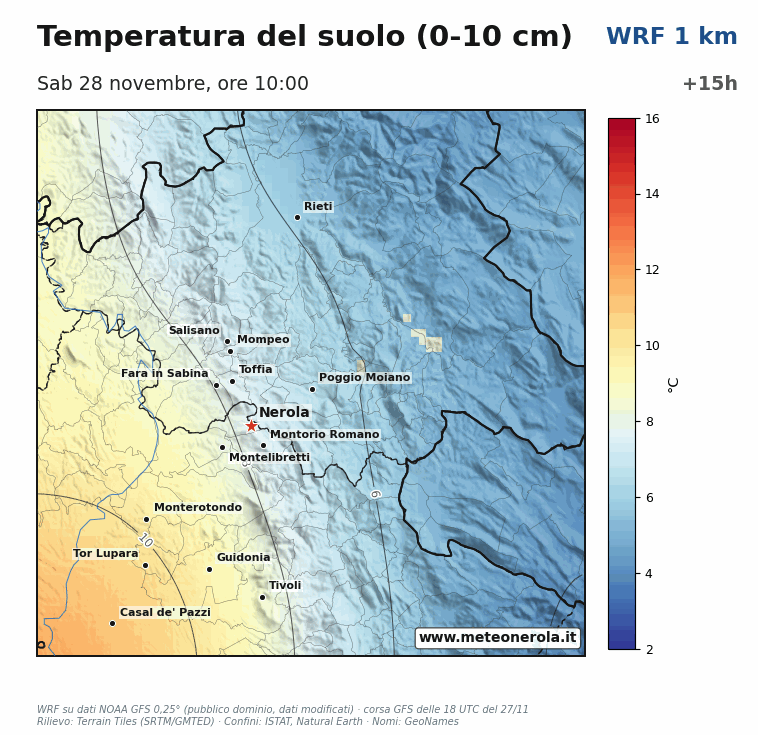 Temperatura del suolo (0-10 cm)
WRF 1 km
Sab 28 novembre, ore 10:00
+15h
Rieti
Salisano
Mompeo
Fara in Sabina
Toffia
Poggio Moiano
Nerola
Montorio Romano
Montelibretti
6
Monterotondo
10
Tor Lupara
Guidonia
Tivoli
Casal de' Pazzi
www.meteonerola.it
16
14
12
10
8
6
4
2
°C
WRF su dati NOAA GFS 0,25° (pubblico dominio, dati modificati) · corsa GFS delle 18 UTC del 27/11
Rilievo: Terrain Tiles (SRTM/GMTED) · Confini: ISTAT, Natural Earth · Nomi: GeoNames